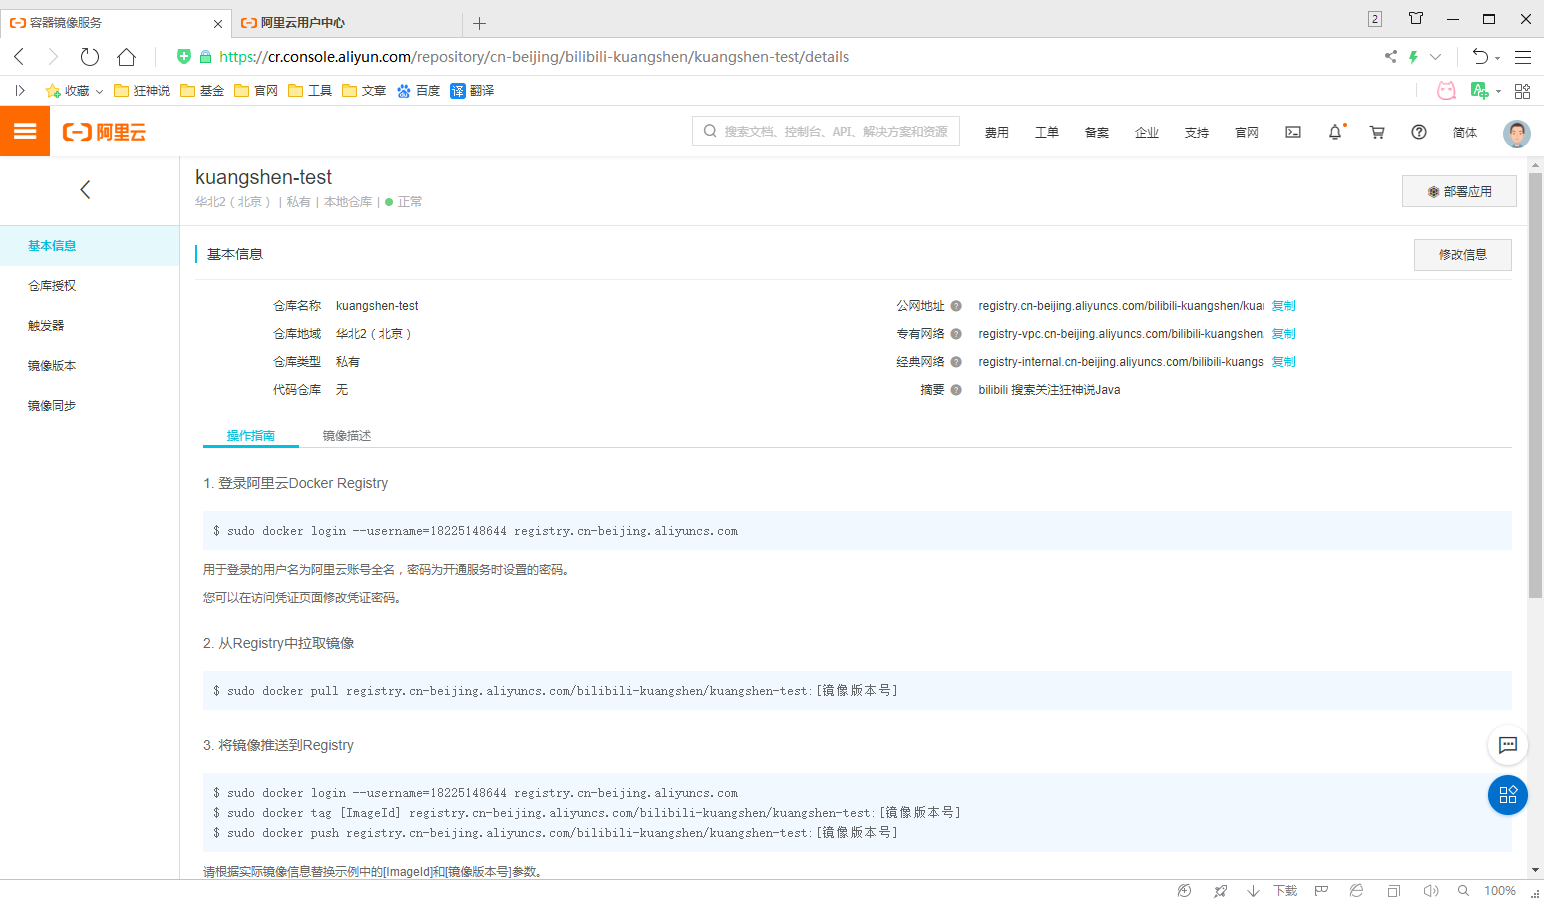 容器镜像服务
阿里云用户中心
2
https://cr.console.aliyun.com/repository/cn-beijing/bilibili-kuangshen/kuangshen-test/details
收藏 狂神说 基金 官网 工具 文章 百度 译 翻译
阿里云
搜索文档、控制台、API、解决方案和资源
费用 工单 备案 企业 支持 官网 简体
kuangshen-test
华北2（北京） | 私有 | 本地仓库 | 正常
部署应用
基本信息
仓库授权
触发器
镜像版本
镜像同步
基本信息
修改信息
仓库名称 kuangshen-test
仓库地域 华北2（北京）
仓库类型 私有
代码仓库 无
公网地址 registry.cn-beijing.aliyuncs.com/bilibili-kuangshen/kuan 复制
专有网络 registry-vpc.cn-beijing.aliyuncs.com/bilibili-kuangshen 复制
经典网络 registry-internal.cn-beijing.aliyuncs.com/bilibili-kuangs 复制
摘要 bilibili 搜索关注狂神说Java
操作指南 镜像描述
1. 登录阿里云Docker Registry
$ sudo docker login --username=18225148644 registry.cn-beijing.aliyuncs.com
用于登录的用户名为阿里云账号全名，密码为开通服务时设置的密码。
您可以在访问凭证页面修改凭证密码。
2. 从Registry中拉取镜像
$ sudo docker pull registry.cn-beijing.aliyuncs.com/bilibili-kuangshen/kuangshen-test:[镜像版本号]
3. 将镜像推送到Registry
$ sudo docker login --username=18225148644 registry.cn-beijing.aliyuncs.com
$ sudo docker tag [ImageId] registry.cn-beijing.aliyuncs.com/bilibili-kuangshen/kuangshen-test:[镜像版本号]
$ sudo docker push registry.cn-beijing.aliyuncs.com/bilibili-kuangshen/kuangshen-test:[镜像版本号]
请根据实际镜像信息替换示例中的[ImageId]和[镜像版本号]参数。
下载 100%